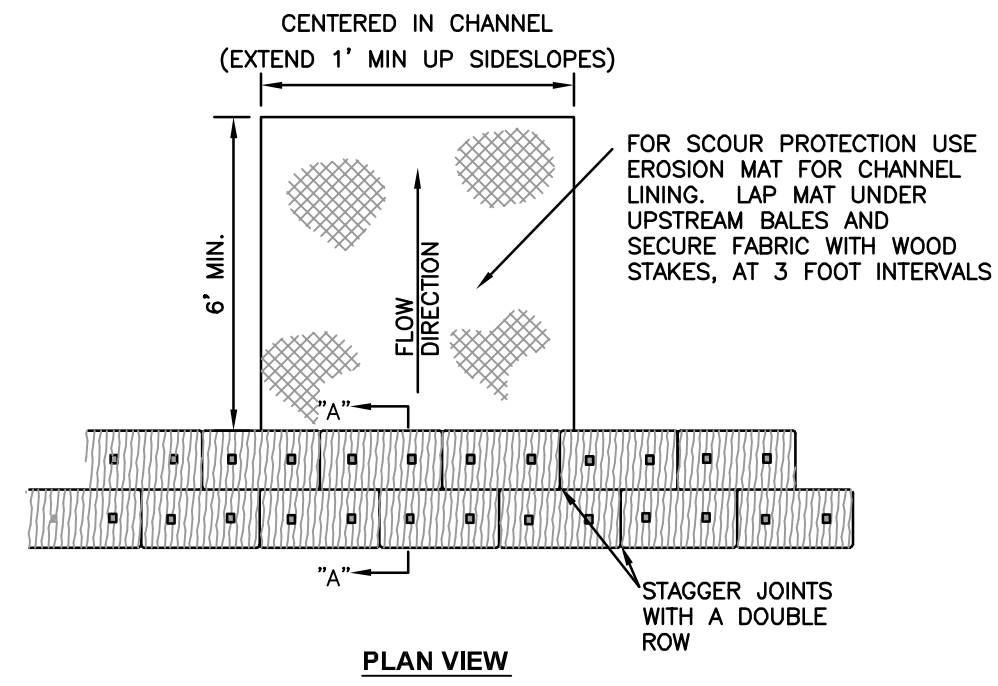 CENTERED IN CHANNEL
(EXTEND 1' MIN UP SIDESLOPES)
FOR SCOUR PROTECTION USE
EROSION MAT FOR CHANNEL
LINING. LAP MAT UNDER
UPSTREAM BALES AND
SECURE FABRIC WITH WOOD
STAKES, AT 3 FOOT INTERVALS
6' MIN.
FLOW
DIRECTION
"A"
"A"
STAGGER JOINTS
WITH A DOUBLE
ROW
PLAN VIEW